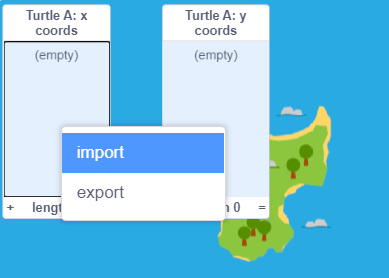 Turtle A: x
coords
(empty)
Turtle A: y
coords
(empty)
import
export
+ 0 =